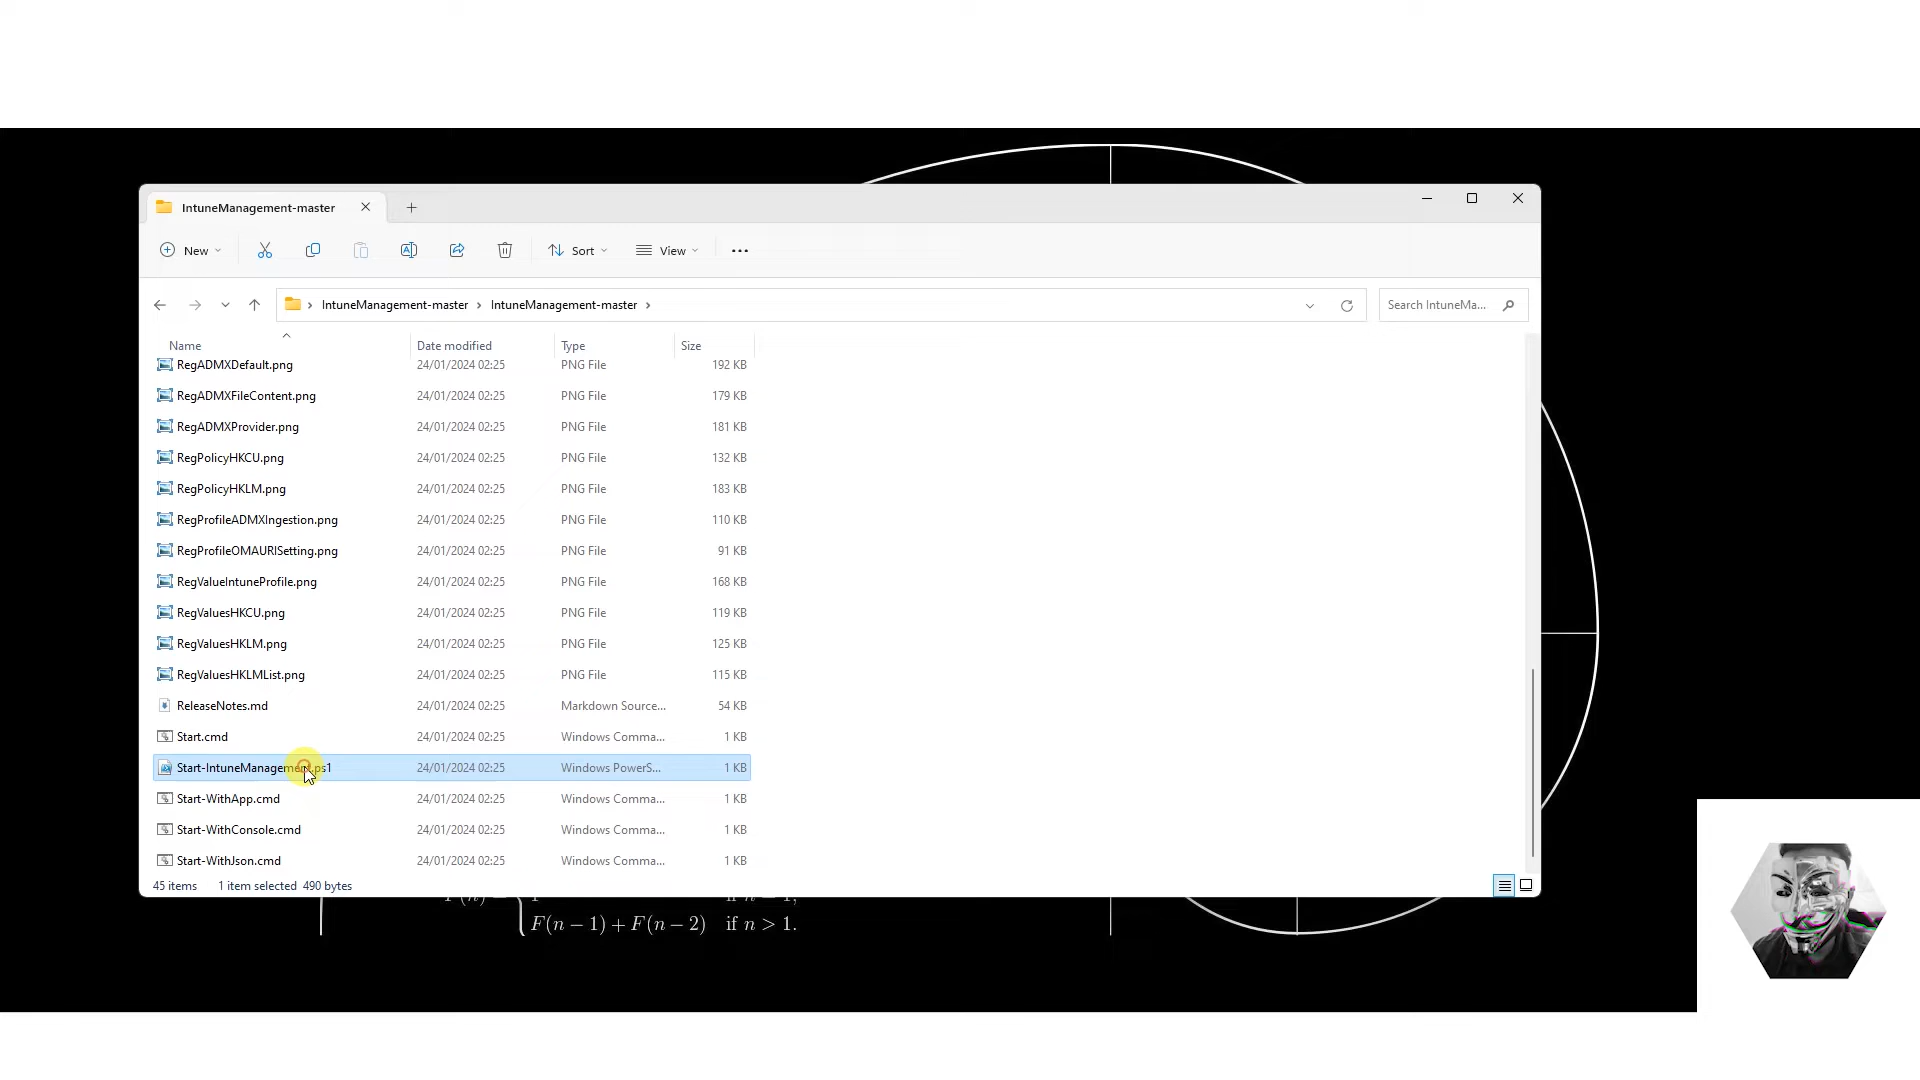 IntuneManagement-master
New
Sort
View
IntuneManagement-master > IntuneManagement-master >
Search IntuneMa...
Name Date modified Type Size
RegADMXDefault.png 24/01/2024 02:25 PNG File 192 KB
RegADMXFileContent.png 24/01/2024 02:25 PNG File 179 KB
RegADMXProvider.png 24/01/2024 02:25 PNG File 181 KB
RegPolicyHKCU.png 24/01/2024 02:25 PNG File 132 KB
RegPolicyHKLM.png 24/01/2024 02:25 PNG File 183 KB
RegProfileADMXIngestion.png 24/01/2024 02:25 PNG File 110 KB
RegProfileOMAURISetting.png 24/01/2024 02:25 PNG File 91 KB
RegValueIntuneProfile.png 24/01/2024 02:25 PNG File 168 KB
RegValuesHKCU.png 24/01/2024 02:25 PNG File 119 KB
RegValuesHKLM.png 24/01/2024 02:25 PNG File 125 KB
RegValuesHKLMList.png 24/01/2024 02:25 PNG File 115 KB
ReleaseNotes.md 24/01/2024 02:25 Markdown Source... 54 KB
Start.cmd 24/01/2024 02:25 Windows Comma... 1 KB
Start-IntuneManagement.ps1 24/01/2024 02:25 Windows PowerS... 1 KB
Start-WithApp.cmd 24/01/2024 02:25 Windows Comma... 1 KB
Start-WithConsole.cmd 24/01/2024 02:25 Windows Comma... 1 KB
Start-WithJson.cmd 24/01/2024 02:25 Windows Comma... 1 KB
45 items 1 item selected 490 bytes
F(n − 1) + F(n − 2) if n > 1.